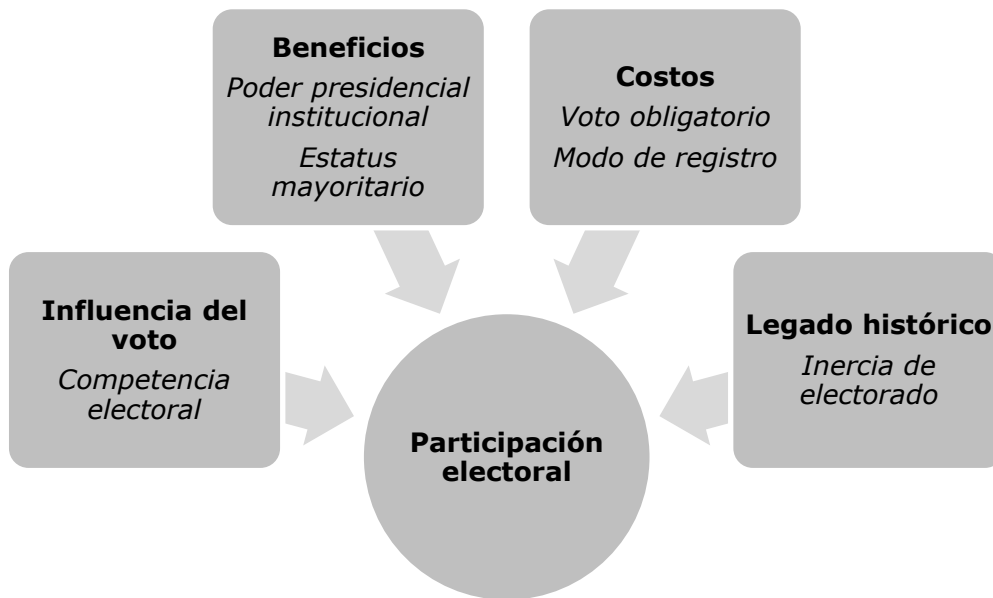 Beneficios
Poder presidencial
institucional
Estatus
mayoritario
Costos
Voto obligatorio
Modo de registro
Influencia del
voto
Competencia
electoral
Legado histórico
Inercia de
electorado
Participación
electoral